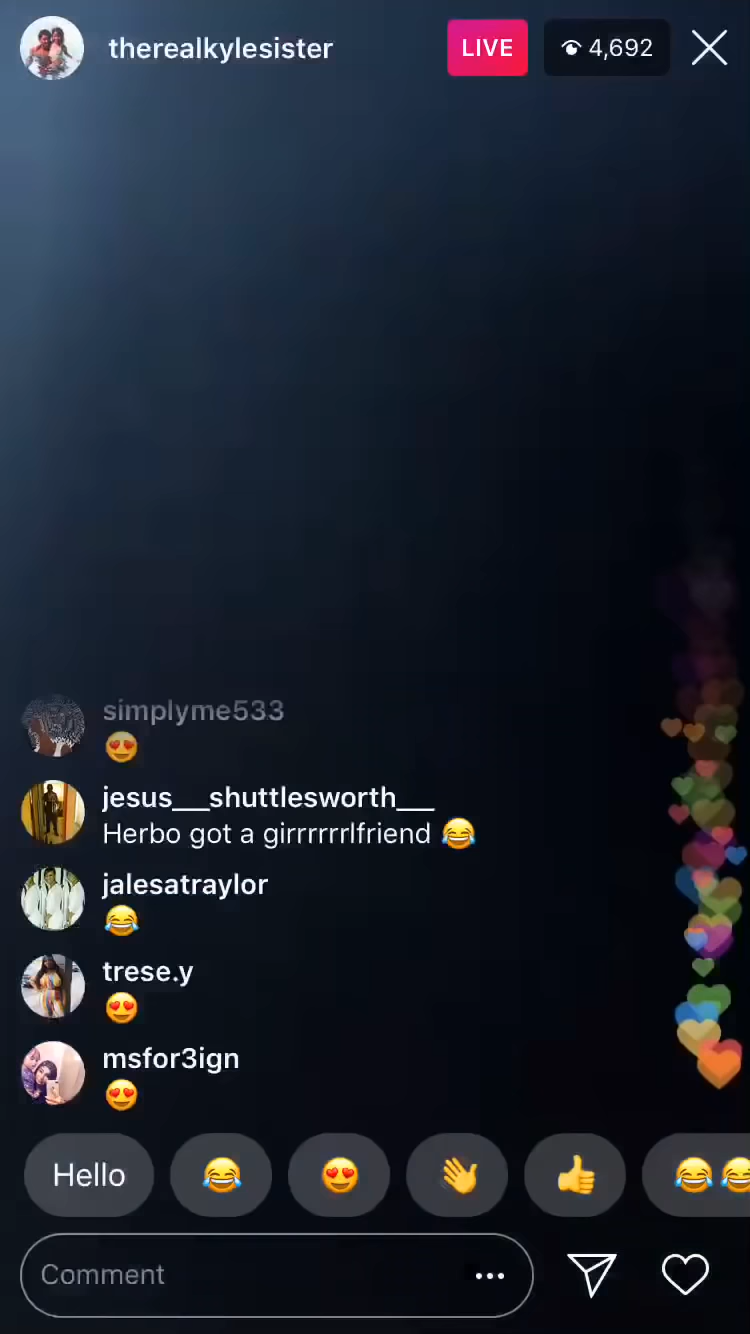 therealkylesister
LIVE
4,692
simplyme533
😍
jesus___shuttlesworth___
Herbo got a girrrrrrlfriend 😂
jalesatraylor
😂
trese.y
😍
msfor3ign
😍
Hello 😂 😍 👋 👍 😂😂
Comment